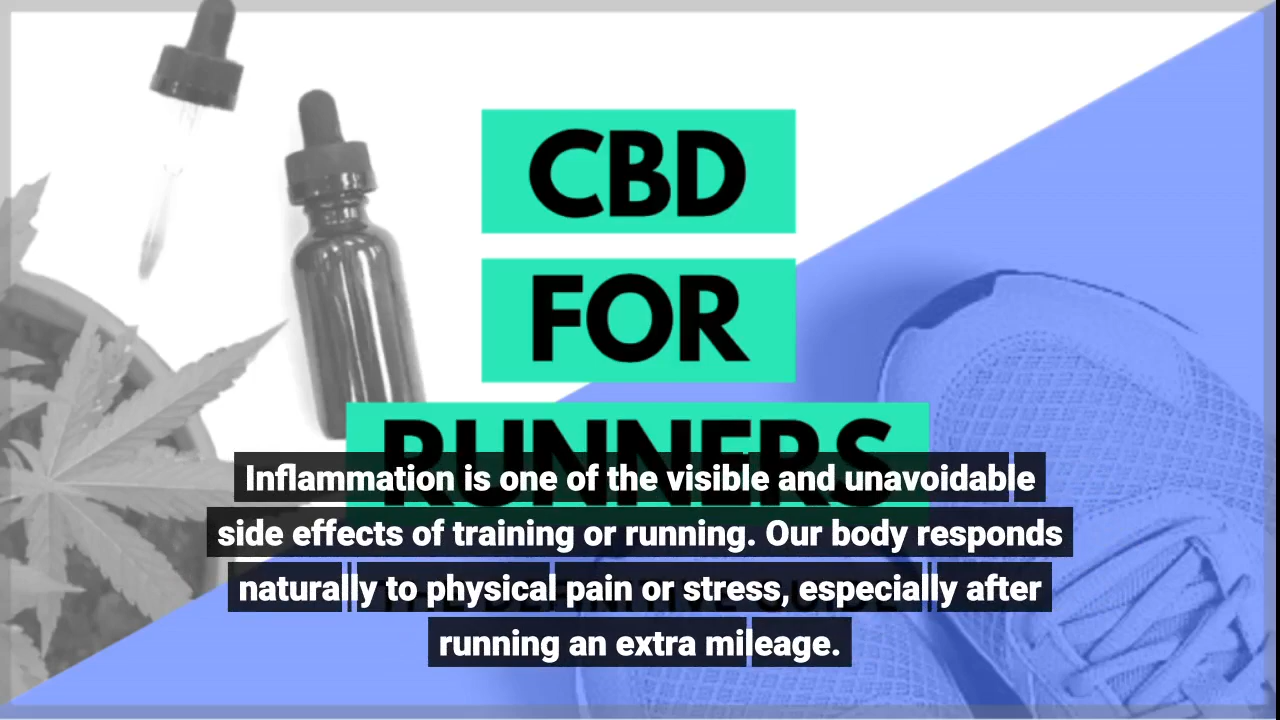 CBD
FOR
RUNNERS
Inflammation is one of the visible and unavoidable
side effects of training or running. Our body responds
naturally to physical pain or stress, especially after
running an extra mileage.